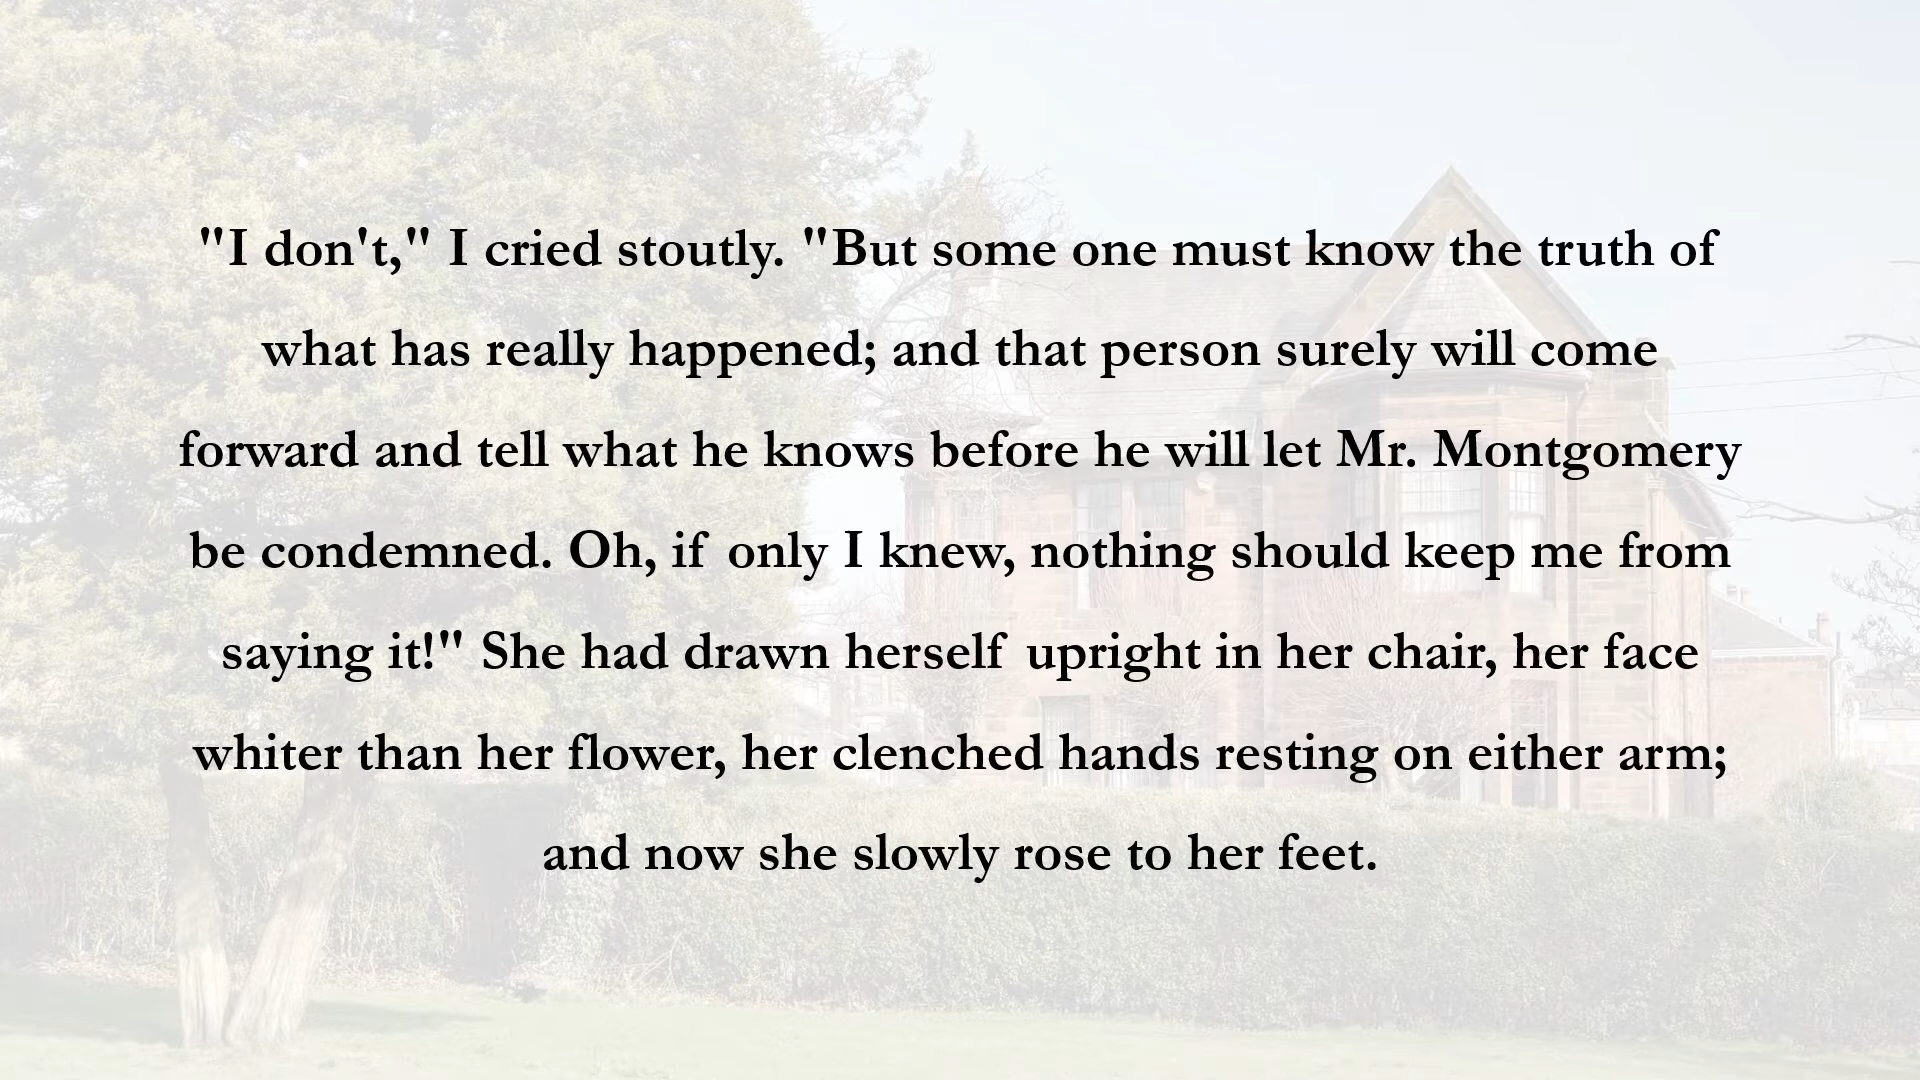 "I don't," I cried stoutly. "But some one must know the truth of
what has really happened; and that person surely will come
forward and tell what he knows before he will let Mr. Montgomery
be condemned. Oh, if only I knew, nothing should keep me from
saying it!" She had drawn herself upright in her chair, her face
whiter than her flower, her clenched hands resting on either arm;
and now she slowly rose to her feet.